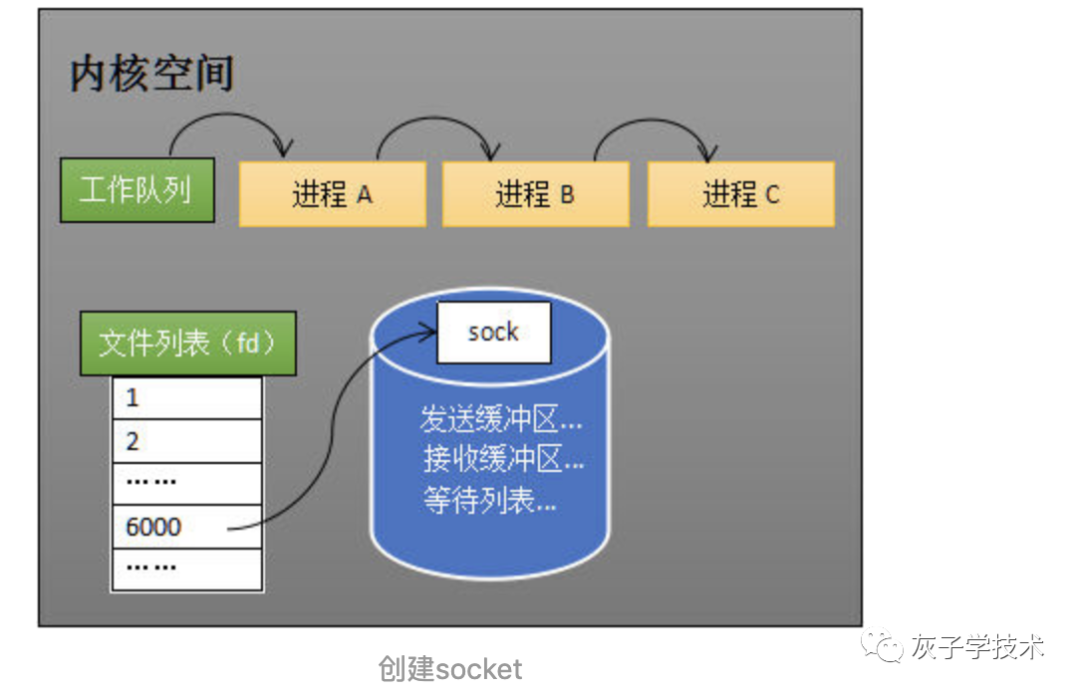 内核空间
工作队列
进程 A
进程 B
进程 C
文件列表（fd）
1
2
……
6000
……
sock
发送缓冲区...
接收缓冲区...
等待列表...
灰子学技术
创建socket